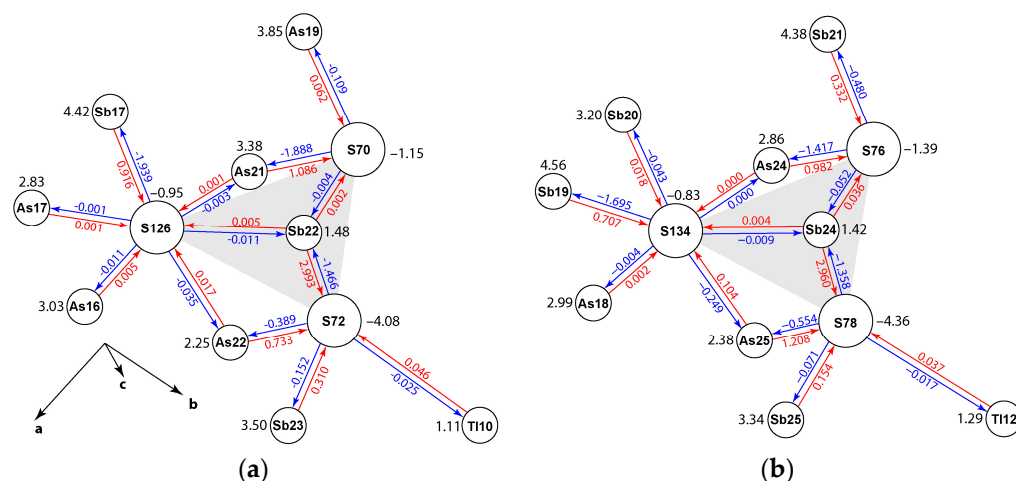 3.85 As19
-0.109
0.062
4.42 Sb17
-1.939
0.916
3.38
As21
-1.888
1.086
S70
−1.15
2.83
As17
-0.001
0.001
−0.95
0.001
-0.003
-0.004
0.002
S126
0.005
-0.011
Sb22 1.48
-0.011
0.005
3.03 As16
0.017
-0.035
2.993
-1.466
S72
−4.08
2.25 As22
-0.389
0.733
-0.152
0.310
0.046
-0.025
3.50 Sb23
1.11 Tl10
a
c
b
(a)
4.38 Sb21
−0.480
0.332
3.20 Sb20
−0.043
0.018
2.86
As24
−1.417
0.982
S76
−1.39
4.56
Sb19
−1.695
0.707
−0.83
0.000
0.000
−0.052
0.036
S134
0.004
−0.009
Sb24 1.42
−0.004
0.002
2.99 As18
0.104
−0.249
2.960
−1.358
S78
−4.36
2.38 As25
−0.554
1.208
−0.071
0.154
0.037
−0.017
3.34 Sb25
1.29 Tl12
(b)